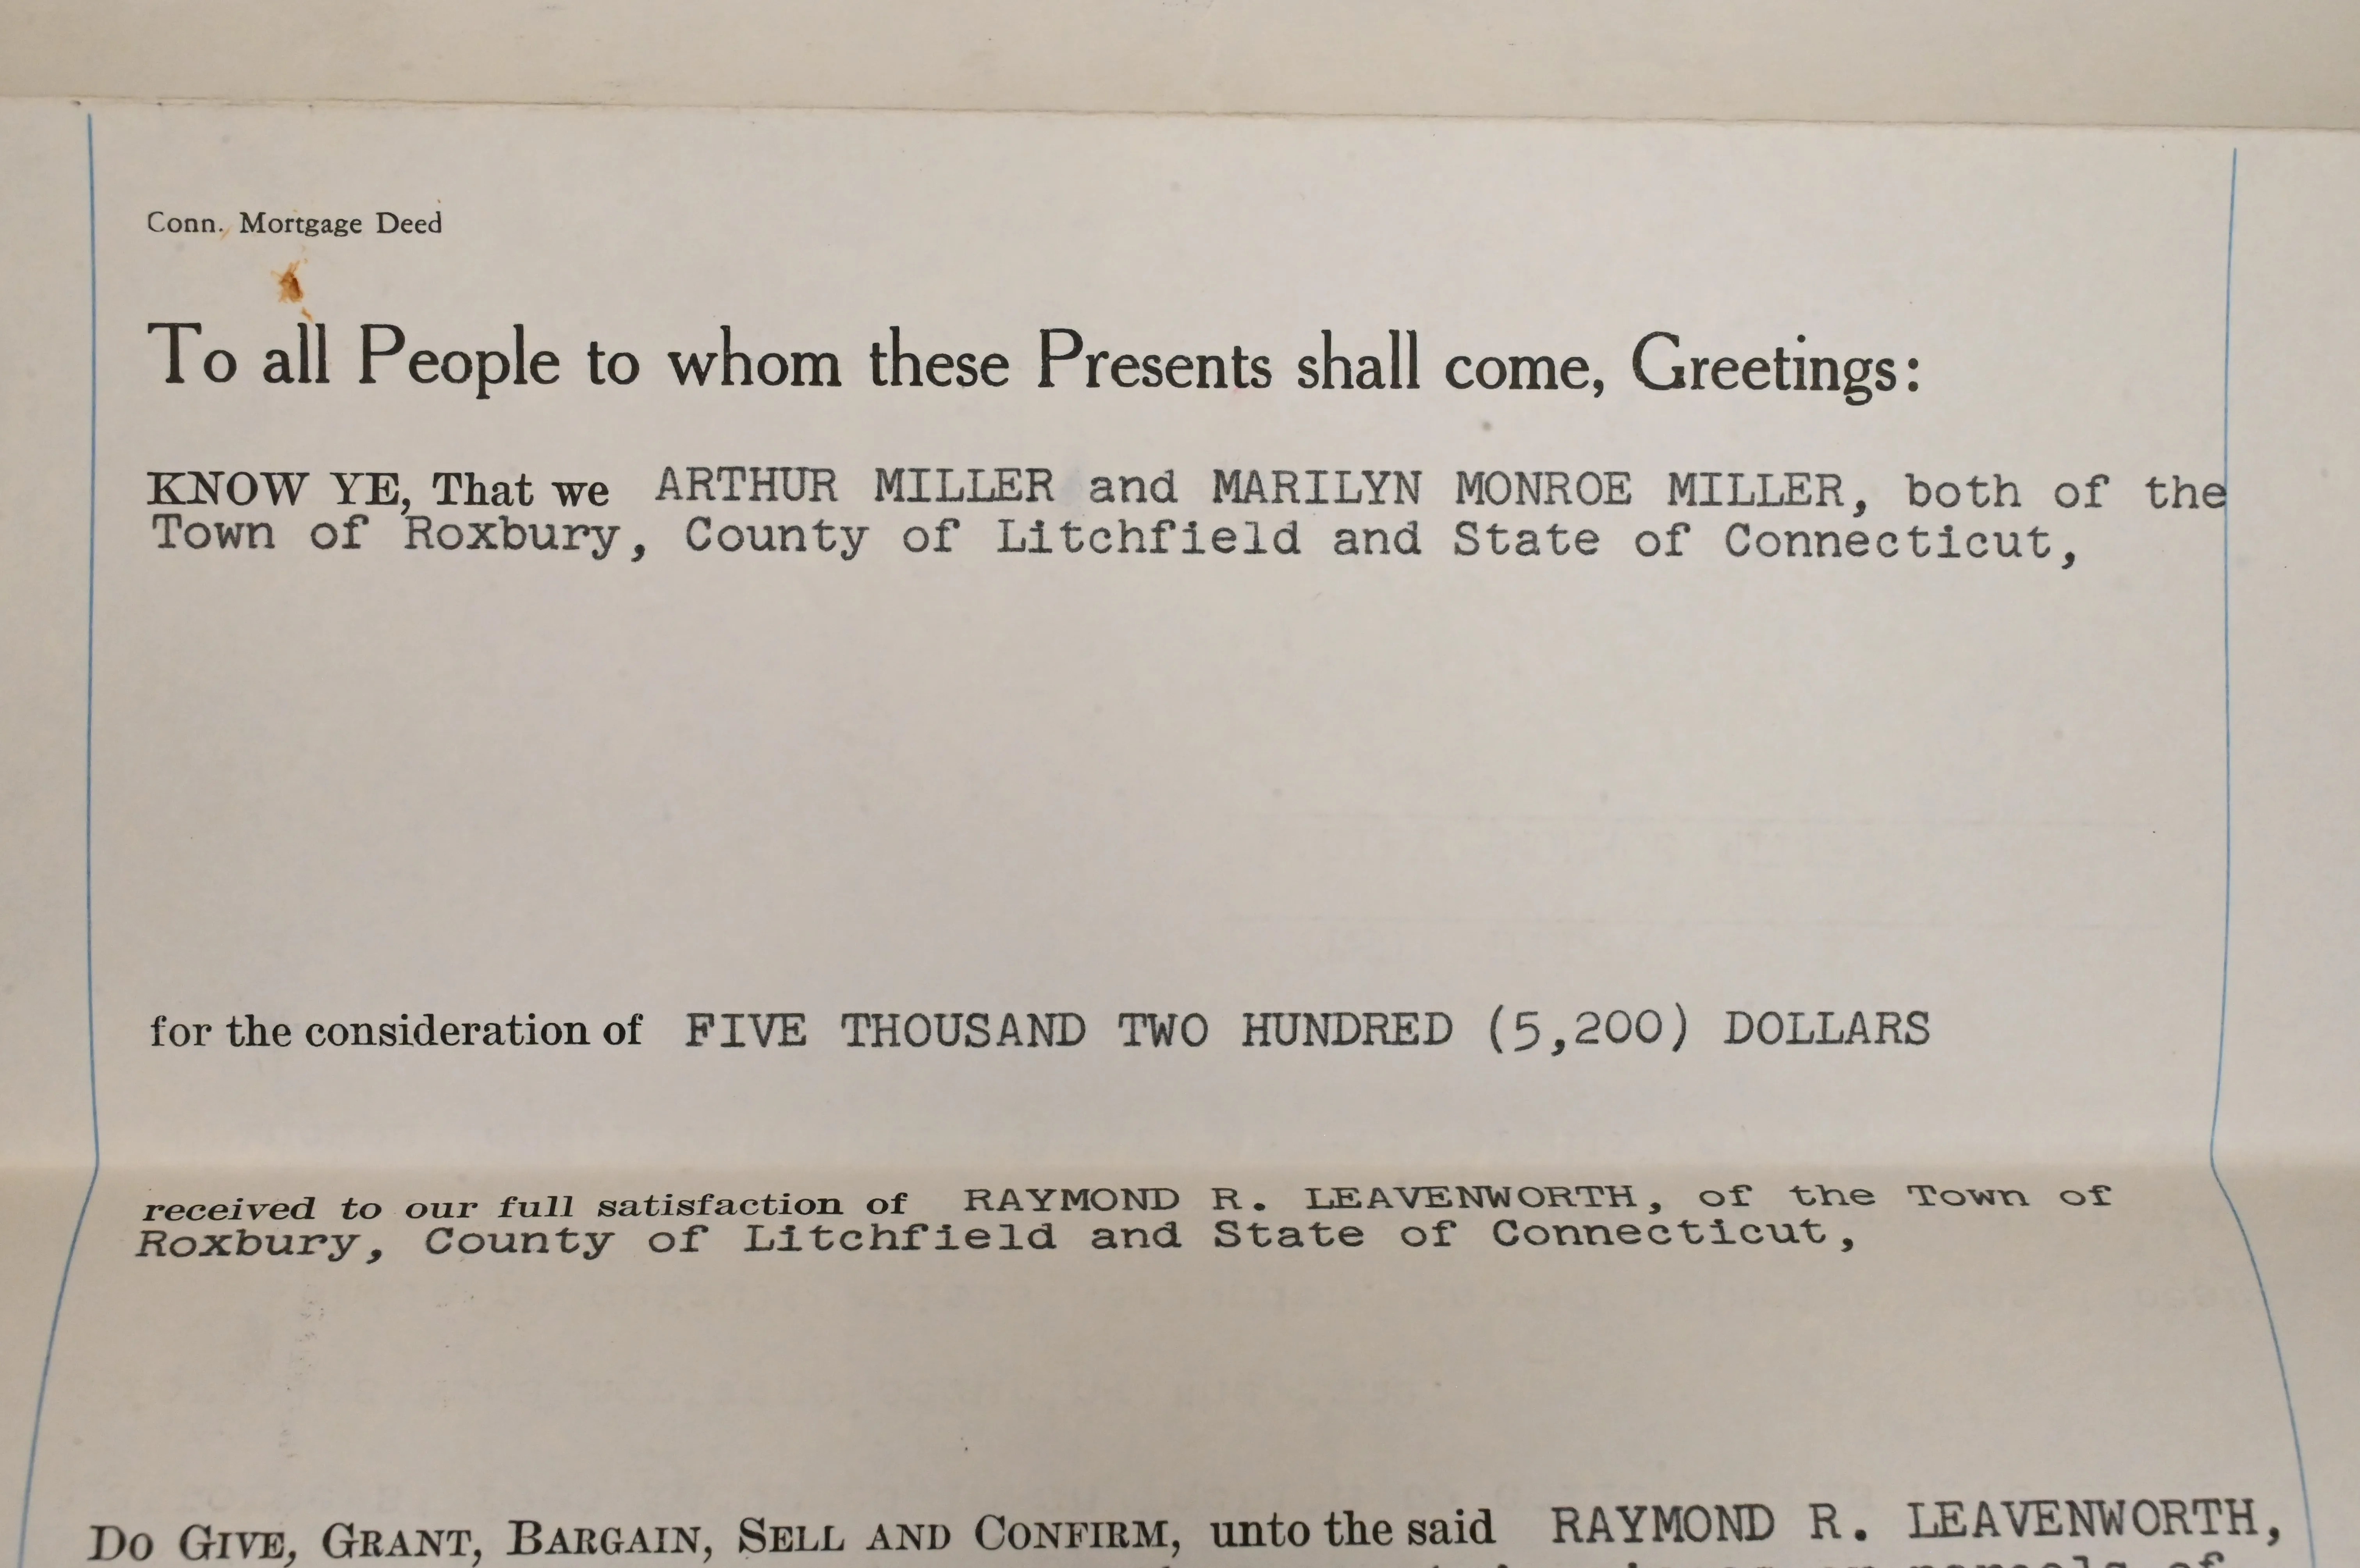 Conn. Mortgage Deed
To all People to whom these Presents shall come, Greetings:
KNOW YE, That we ARTHUR MILLER and MARILYN MONROE MILLER, both of the
Town of Roxbury, County of Litchfield and State of Connecticut,
for the consideration of FIVE THOUSAND TWO HUNDRED (5,200) DOLLARS
received to our full satisfaction of RAYMOND R. LEAVENWORTH, of the Town of
Roxbury, County of Litchfield and State of Connecticut,
DO GIVE, GRANT, BARGAIN, SELL AND CONFIRM, unto the said RAYMOND R. LEAVENWORTH,